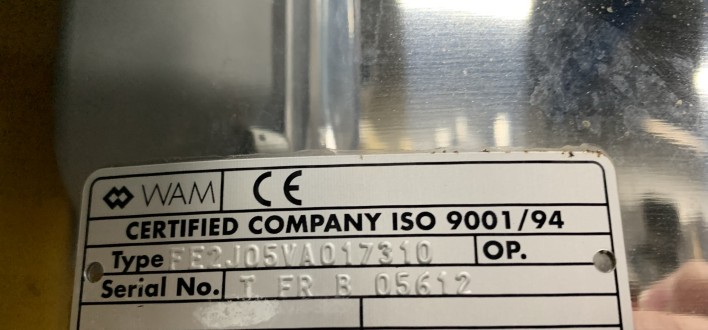 WAM CE
CERTIFIED COMPANY ISO 9001/94
Type FE2J05VA017310 OP.
Serial No. T FR B 05612